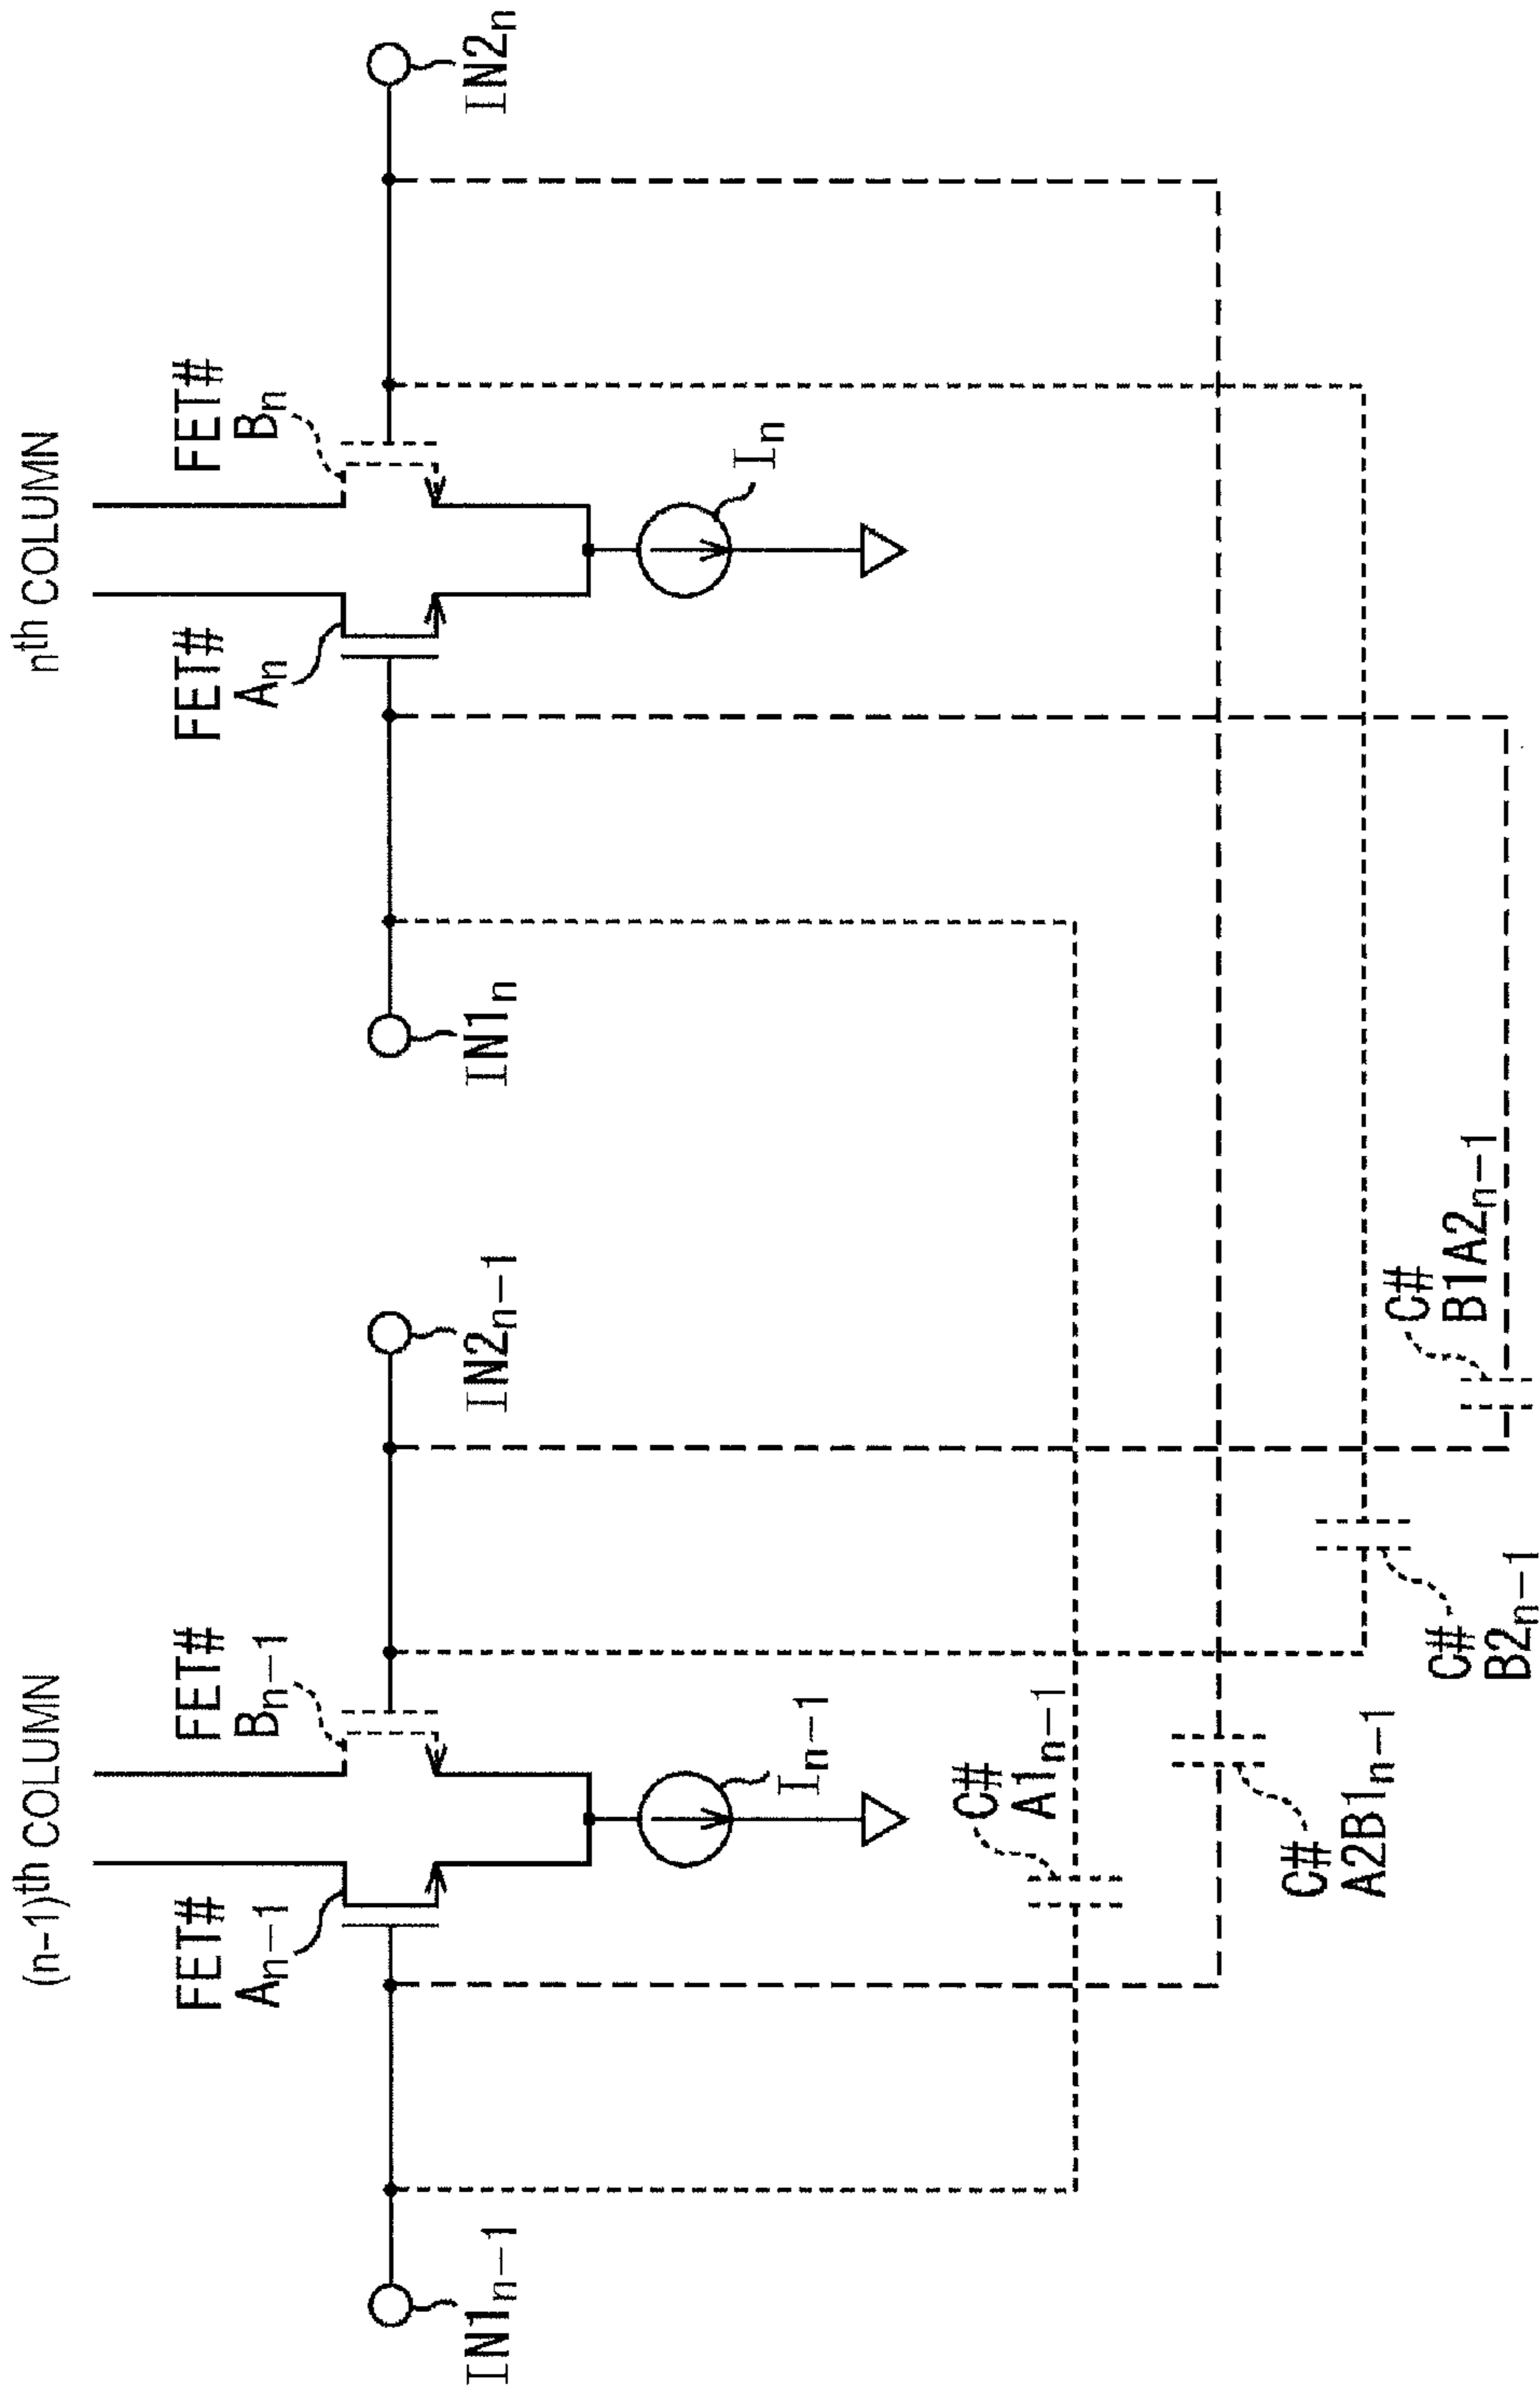 (n-1)th COLUMN
nth COLUMN
FET#
An-1
FET#
Bn-1
FET#
An
FET#
Bn
IN1n-1
IN2n-1
IN1n
IN2n
In-1
In
C#
A1n-1
C#
A2B1n-1
C#
B2n-1
C#
B1A2n-1